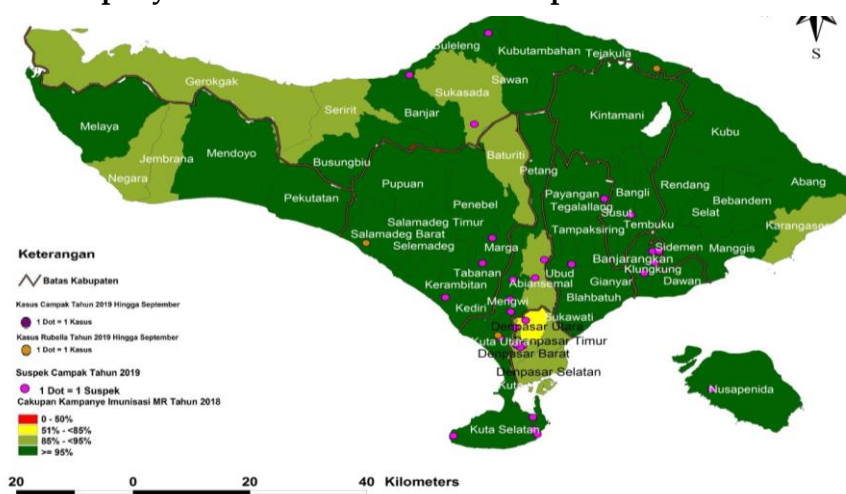 S
Buleleng
Kubutambahan
Tejakula
Gerokgak
Sukasada
Sawan
Seririt
Banjar
Kintamani
Melaya
Kubu
Jembrana
Mendoyo
Busungbiu
Baturiti
Petang
Negara
Pekutatan
Pupuan
Payangan
Bangli
Rendang
Abang
Penebel
Tegalallang
Susut
Bebandem
Selat
Salamadeg Timur
Tembuku
Salamadeg Barat
Tampaksiring
Karangasem
Selemadeg
Marga
Sidemen
Manggis
Keterangan
Banjarangkan
Tabanan
Ubud
Klungkung
Batas Kabupaten
Kerambitan
Abiansemal
Gianyar
Dawan
Kediri
Mengwi
Blahbatuh
Kasus Campak Tahun 2019 Hingga September
Sukawati
1 Dot = 1 Kasus
Denpasar Utara
Kasus Rubella Tahun 2019 Hingga September
Kuta Utara
Denpasar Timur
1 Dot = 1 Kasus
Denpasar Barat
Suspek Campak Tahun 2019
Denpasar Selatan
1 Dot = 1 Suspek
Kuta
Nusapenida
Cakupan Kampanye Imunisasi MR Tahun 2018
0 - 50%
51% - <85%
85% - <95%
>= 95%
Kuta Selatan
20 0 20 40 Kilometers